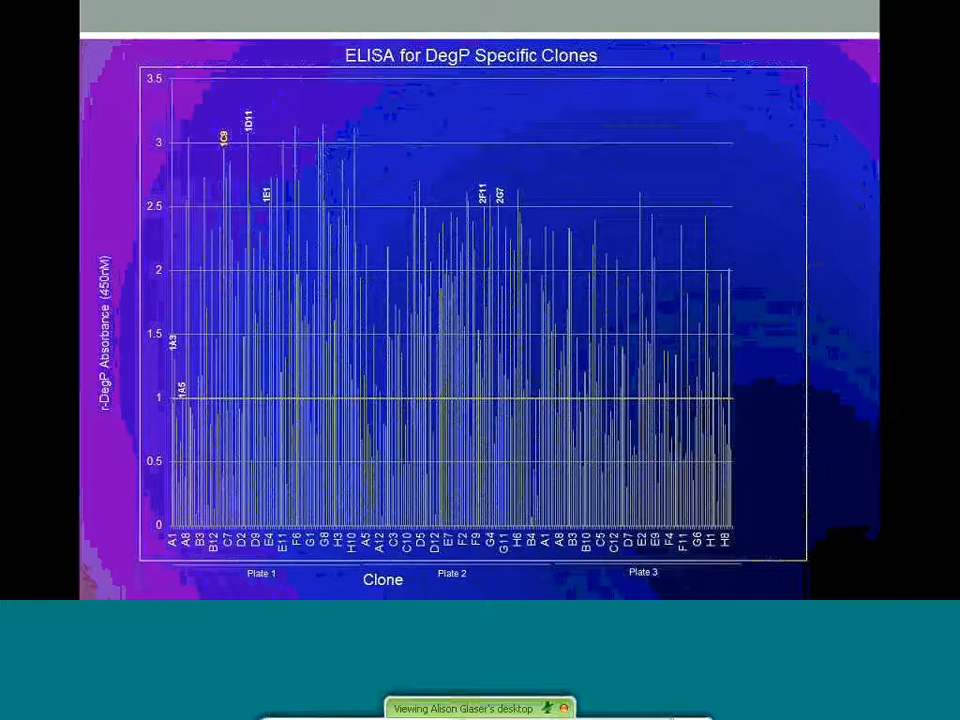 ELISA for DegP Specific Clones
3.5
3
2.5
2
1.5
1
0.5
0
r-DegP Absorbance (450nM)
1A3
1A5
1C9
1D11
1E1
2F11
2G7
A1 A8 B3 B12 C7 D2 D9 E4 E11 F6 G1 G8 H3 H10 A5 A12 C3 C10 D5 D12 E7 F2 F9 G4 G11 H6 B4 A1 A8 B3 B10 C5 C12 D7 E2 E9 F4 F11 G6 H1 H8
Plate 1 Plate 2 Plate 3
Clone
Viewing Alison Glaser's desktop